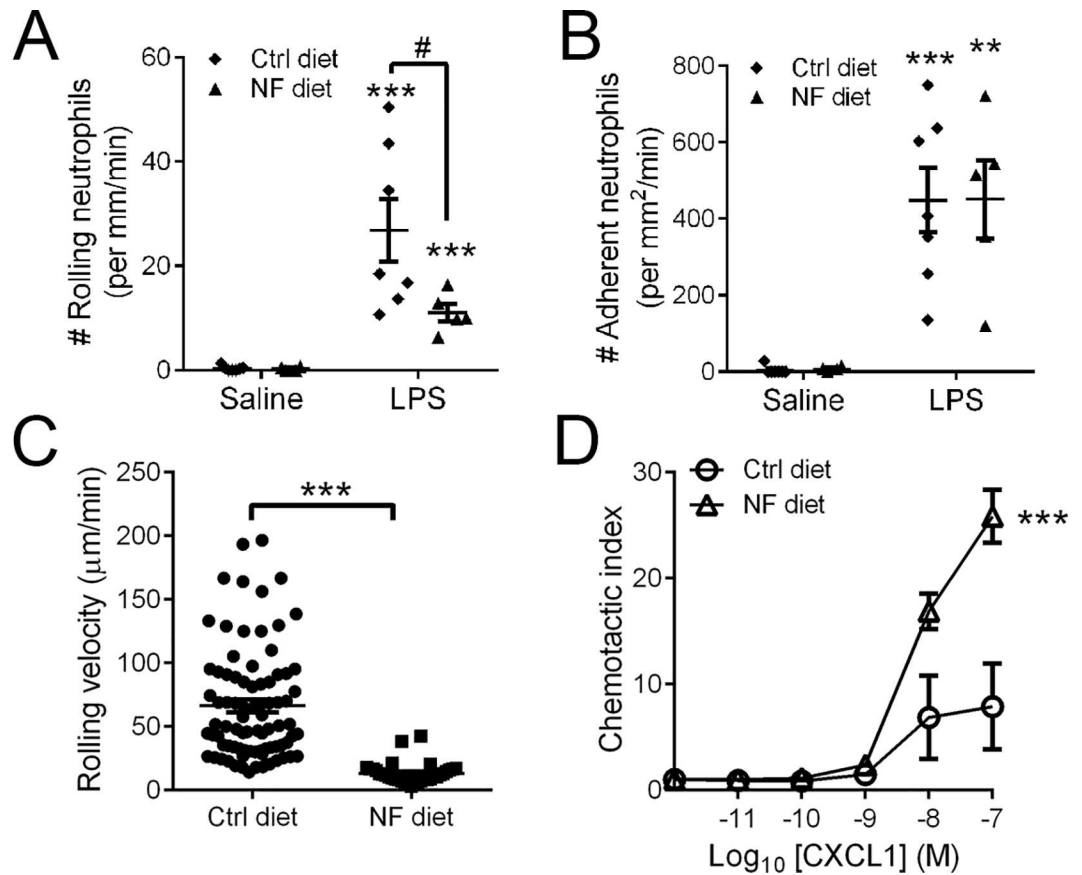 A
# Rolling neutrophils
(per mm/min)
60
40
20
0
Ctrl diet
NF diet
#
***
***
Saline
LPS
B
# Adherent neutrophils
(per mm²/min)
800
600
400
200
0
Ctrl diet
NF diet
***
**
Saline
LPS
C
Rolling velocity (μm/min)
250
200
150
100
50
0
***
Ctrl diet
NF diet
D
Chemotactic index
30
20
10
0
Ctrl diet
NF diet
***
-11
-10
-9
-8
-7
Log₁₀ [CXCL1] (M)